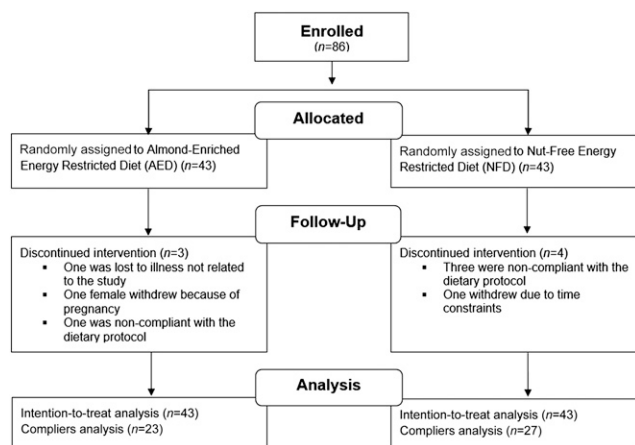 Enrolled
(n=86)
Allocated
Randomly assigned to Almond-Enriched
Energy Restricted Diet (AED) (n=43)
Randomly assigned to Nut-Free Energy
Restricted Diet (NFD) (n=43)
Follow-Up
Discontinued intervention (n=3)
▪ One was lost to illness not related
to the study
▪ One female withdrew because of
pregnancy
▪ One was non-compliant with the
dietary protocol
Discontinued intervention (n=4)
▪ Three were non-compliant with the
dietary protocol
▪ One withdrew due to time
constraints
Analysis
Intention-to-treat analysis (n=43)
Compliers analysis (n=23)
Intention-to-treat analysis (n=43)
Compliers analysis (n=27)